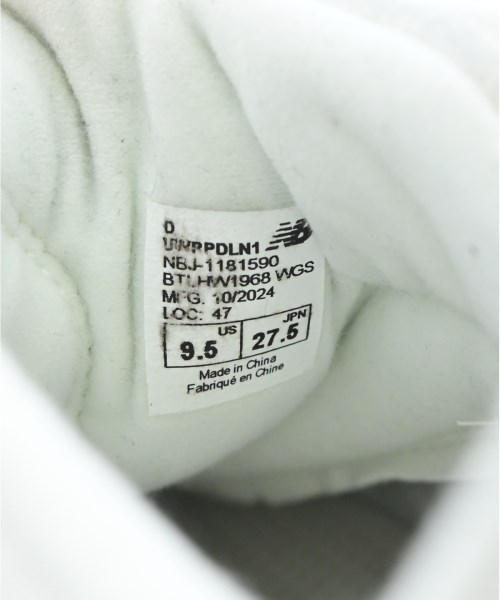 D
UWRPDLN1
NBJ-1181590
BTLHW1968 WGS
MFG. 10/2024
LOC: 47
US JPN
9.5 27.5
Made in China
Fabriqué en Chine